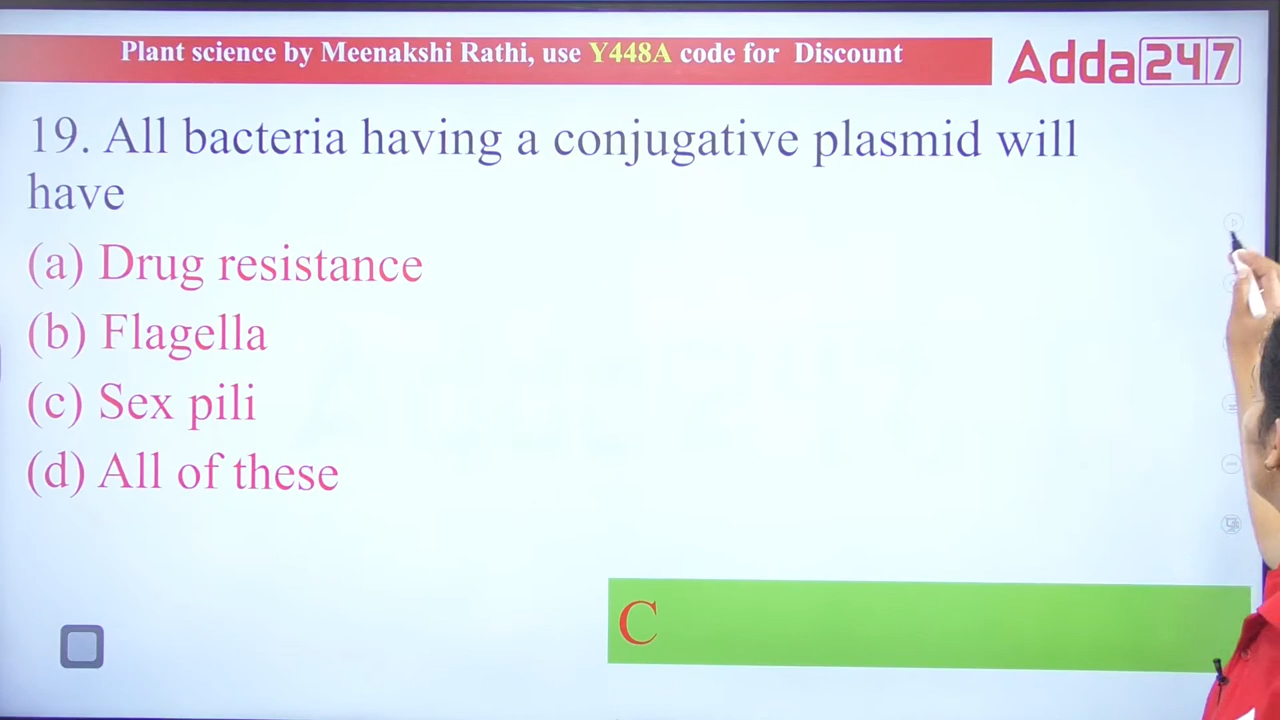 Plant science by Meenakshi Rathi, use Y448A code for Discount
Adda247
19. All bacteria having a conjugative plasmid will
have
(a) Drug resistance
(b) Flagella
(c) Sex pili
(d) All of these
C